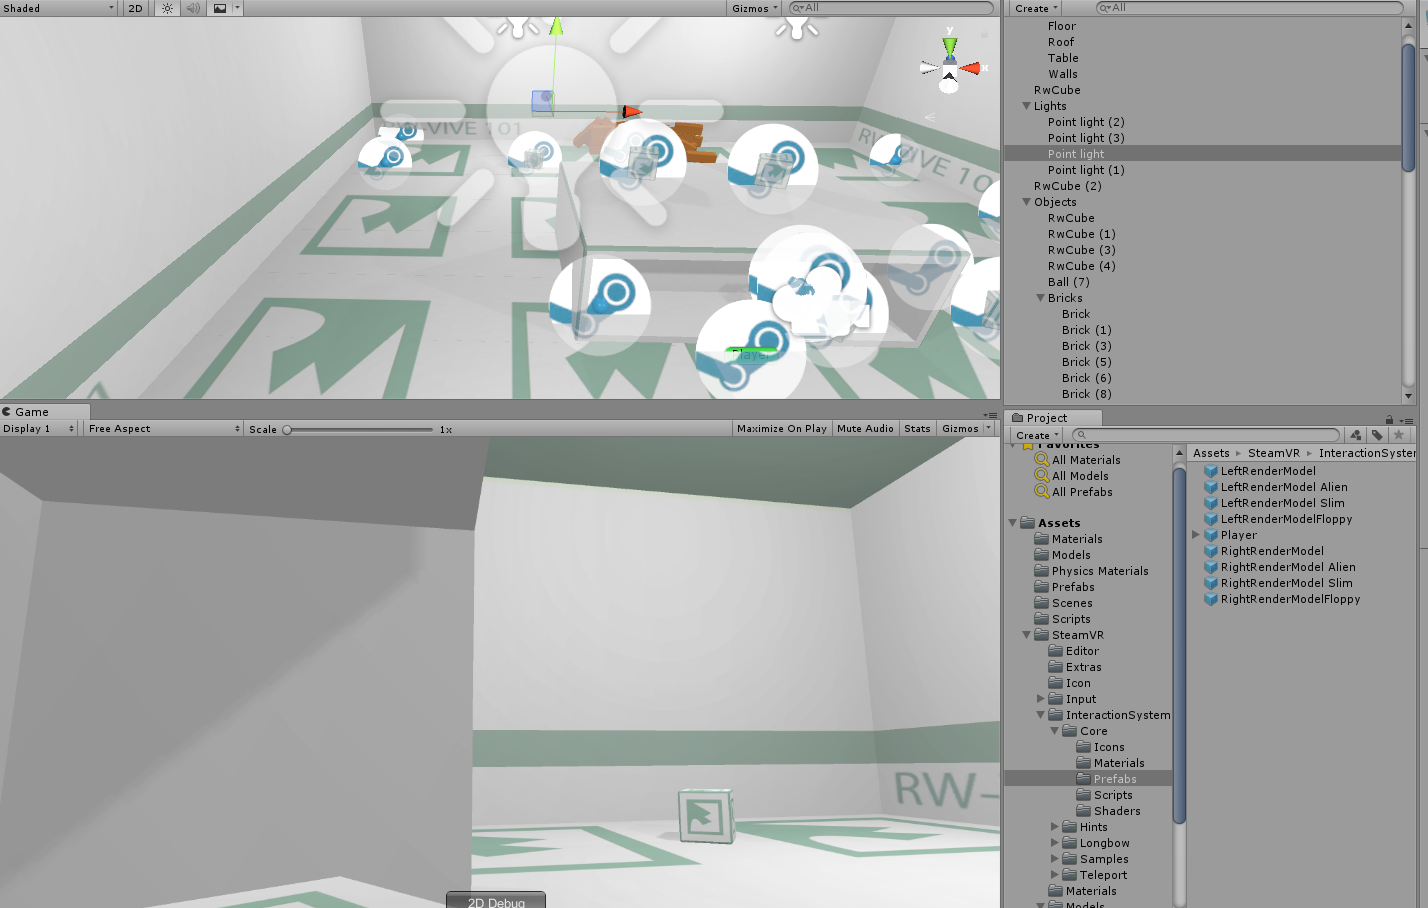 Shaded
2D
Gizmos
All
y
x
RW VIVE 101
RW VIVE 10
Player
Game
Display 1
Free Aspect
Scale
1x
Maximize On Play
Mute Audio
Stats
Gizmos
RW-
2D Debug
Create
All
Floor
Roof
Table
Walls
RwCube
Lights
Point light (2)
Point light (3)
Point light
Point light (1)
RwCube (2)
Objects
RwCube
RwCube (1)
RwCube (3)
RwCube (4)
Ball (7)
Bricks
Brick
Brick (1)
Brick (3)
Brick (5)
Brick (6)
Brick (8)
Project
Create
Favorites
All Materials
All Models
All Prefabs
Assets
Materials
Models
Physics Materials
Prefabs
Scenes
Scripts
SteamVR
Editor
Extras
Icon
Input
InteractionSystem
Core
Icons
Materials
Prefabs
Scripts
Shaders
Hints
Longbow
Samples
Teleport
Materials
Models
Assets SteamVR InteractionSyster
LeftRenderModel
LeftRenderModel Alien
LeftRenderModel Slim
LeftRenderModelFloppy
Player
RightRenderModel
RightRenderModel Alien
RightRenderModel Slim
RightRenderModelFloppy